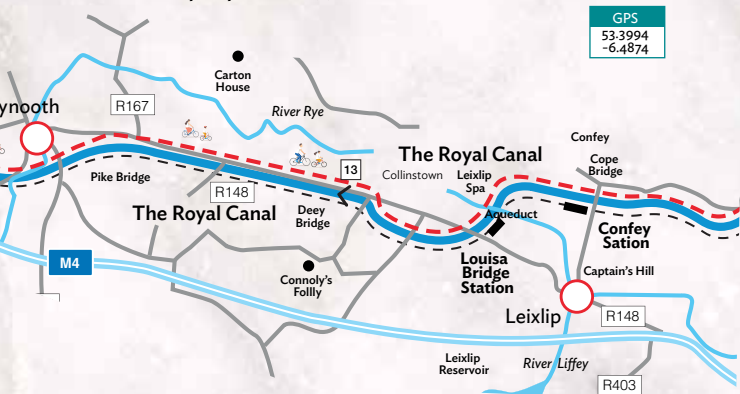 GPS
53·3994
-6.4874
Carton
House
ynooth
R167
River Rye
Confey
13
The Royal Canal
Cope
Bridge
Collinstown
Leixlip
Spa
Pike Bridge
R148
The Royal Canal
Deey
Bridge
Aqueduct
Confey
Sation
M4
Louisa
Bridge
Station
Captain's Hill
Connoly's
Follly
Leixlip
R148
Leixlip
Reservoir
River Liffey
R403